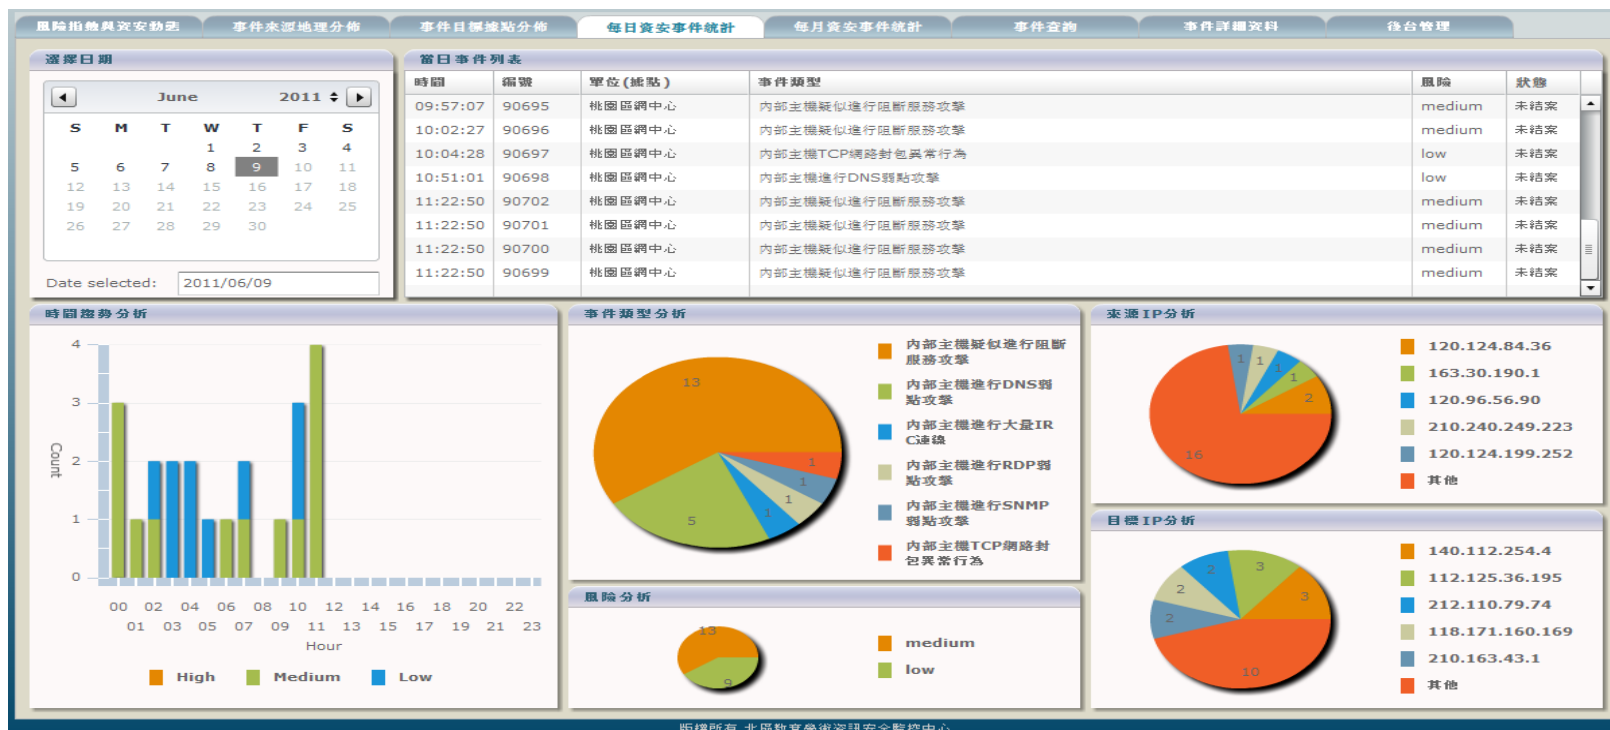 風險指數與資安動態 事件來源地理分佈 事件目標據點分佈 每日資安事件統計 每月資安事件統計 事件查詢 事件詳細資料 後台管理
選擇日期
June 2011
S M T W T F S
1 2 3 4
5 6 7 8 9 10 11
12 13 14 15 16 17 18
19 20 21 22 23 24 25
26 27 28 29 30
Date selected: 2011/06/09
當日事件列表
時間 編號 單位(據點) 事件類型 風險 狀態
09:57:07 90695 桃園區網中心 內部主機疑似進行阻斷服務攻擊 medium 未結案
10:02:27 90696 桃園區網中心 內部主機疑似進行阻斷服務攻擊 medium 未結案
10:04:28 90697 桃園區網中心 內部主機TCP網路封包異常行為 low 未結案
10:51:01 90698 桃園區網中心 內部主機進行DNS弱點攻擊 low 未結案
11:22:50 90702 桃園區網中心 內部主機疑似進行阻斷服務攻擊 medium 未結案
11:22:50 90701 桃園區網中心 內部主機疑似進行阻斷服務攻擊 medium 未結案
11:22:50 90700 桃園區網中心 內部主機疑似進行阻斷服務攻擊 medium 未結案
11:22:50 90699 桃園區網中心 內部主機疑似進行阻斷服務攻擊 medium 未結案
時間趨勢分析
4
3
2
1
0
Count
00 02 04 06 08 10 12 14 16 18 20 22
01 03 05 07 09 11 13 15 17 19 21 23
Hour
High Medium Low
事件類型分析
13
5
1
1
1
1
內部主機疑似進行阻斷
服務攻擊
內部主機進行DNS弱
點攻擊
內部主機進行大量IR
C連線
內部主機進行RDP弱
點攻擊
內部主機進行SNMP
弱點攻擊
內部主機TCP網路封
包異常行為
風險分析
13
9
medium
low
來源IP分析
1
1
1
1
2
16
120.124.84.36
163.30.190.1
120.96.56.90
210.240.249.223
120.124.199.252
其他
目標IP分析
2
3
3
2
2
10
140.112.254.4
112.125.36.195
212.110.79.74
118.171.160.169
210.163.43.1
其他
版權所有 北區教育學術資訊安全監控中心